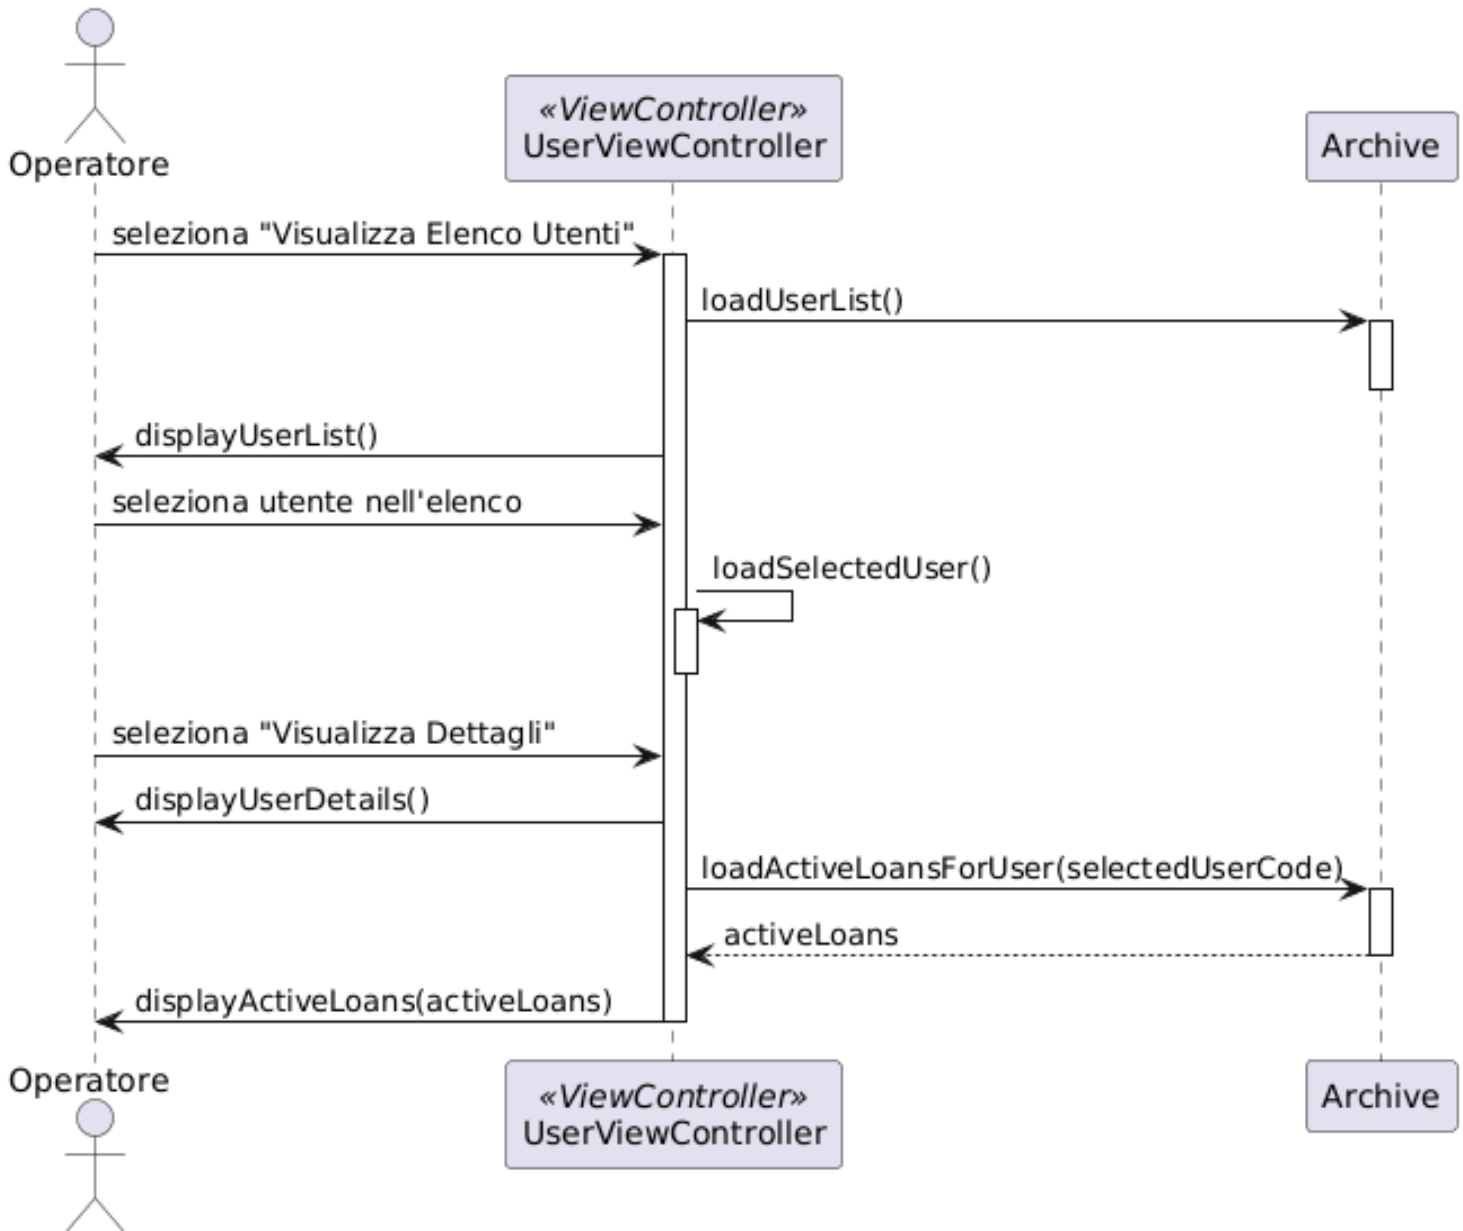 Operatore
«ViewController»
UserViewController
Archive
seleziona "Visualizza Elenco Utenti"
loadUserList()
displayUserList()
seleziona utente nell'elenco
loadSelectedUser()
seleziona "Visualizza Dettagli"
displayUserDetails()
loadActiveLoansForUser(selectedUserCode)
activeLoans
displayActiveLoans(activeLoans)
Operatore
«ViewController»
UserViewController
Archive